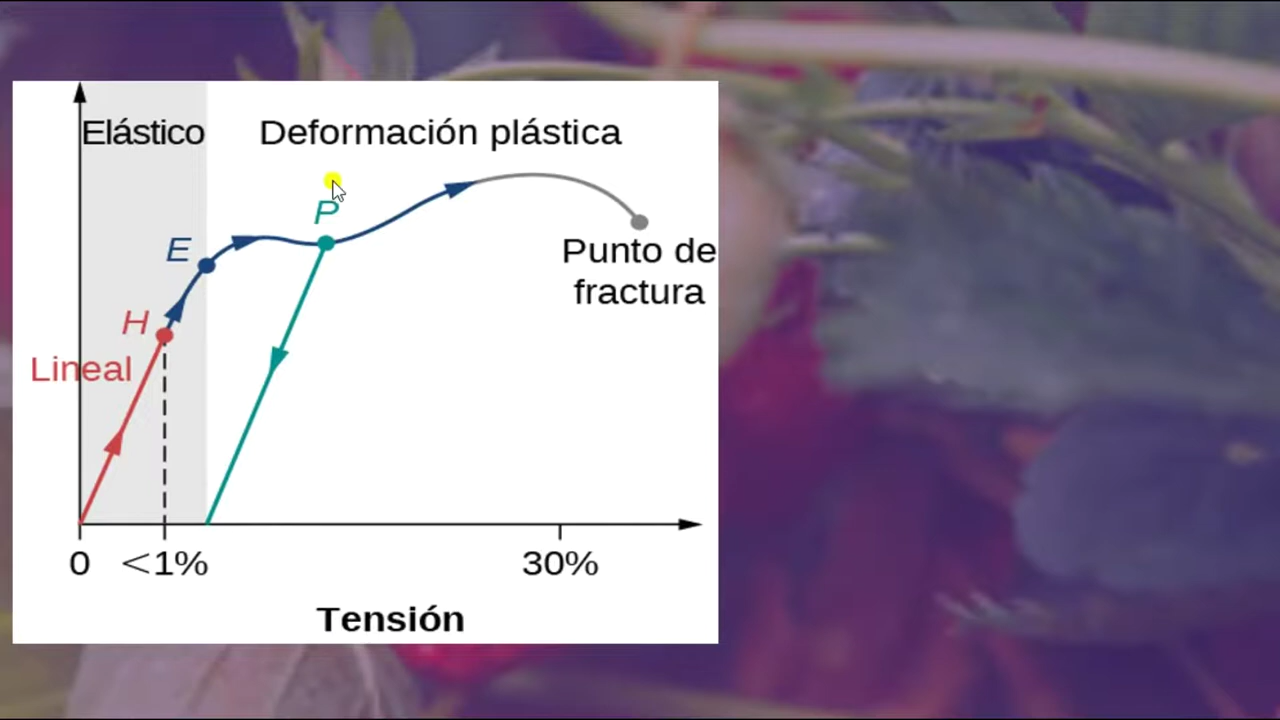 Elástico
Deformación plástica
P
E
H
Lineal
Punto de
fractura
0
<1%
30%
Tensión